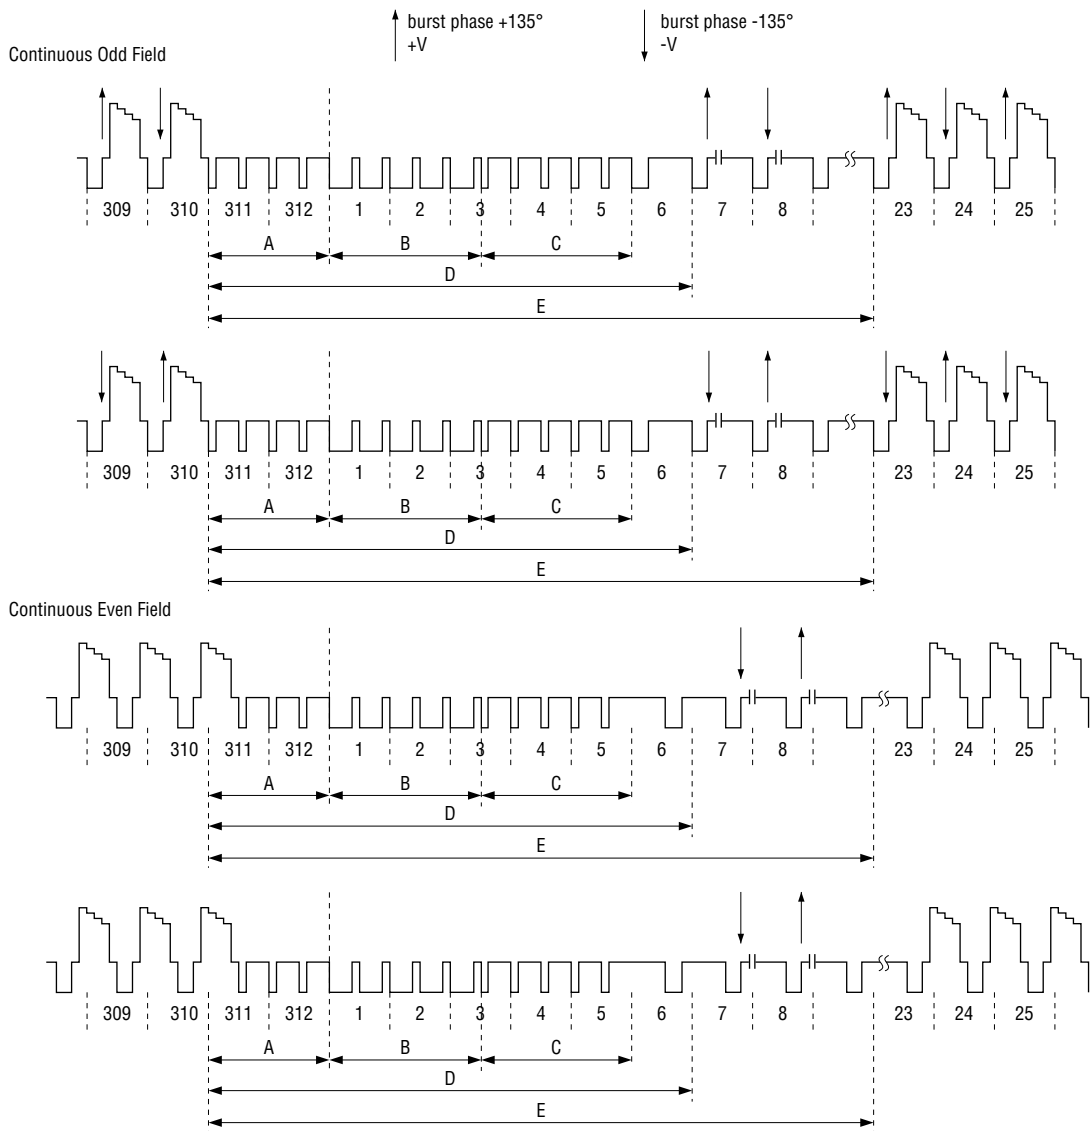 burst phase +135°
+V
burst phase -135°
-V
Continuous Odd Field
309 310 311 312 1 2 3 4 5 6 7 8 23 24 25
A B C
D
E
309 310 311 312 1 2 3 4 5 6 7 8 23 24 25
A B C
D
E
Continuous Even Field
309 310 311 312 1 2 3 4 5 6 7 8 23 24 25
A B C
D
E
309 310 311 312 1 2 3 4 5 6 7 8 23 24 25
A B C
D
E